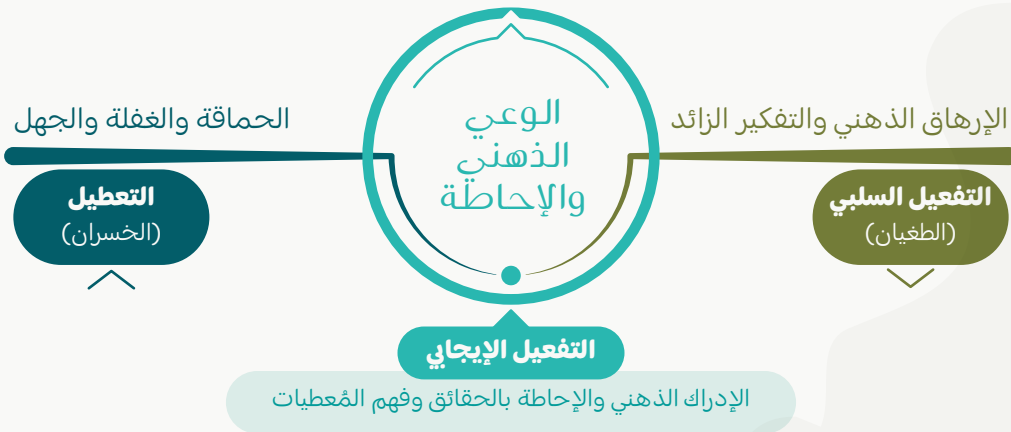 الإرهاق الذهني والتفكير الزائد
التفعيل السلبي
(الطغيان)
الوعي
الذهني
والإحاطة
الحماقة والغفلة والجهل
التعطيل
(الخسران)
التفعيل الإيجابي
الإدراك الذهني والإحاطة بالحقائق وفهم المُعطيات